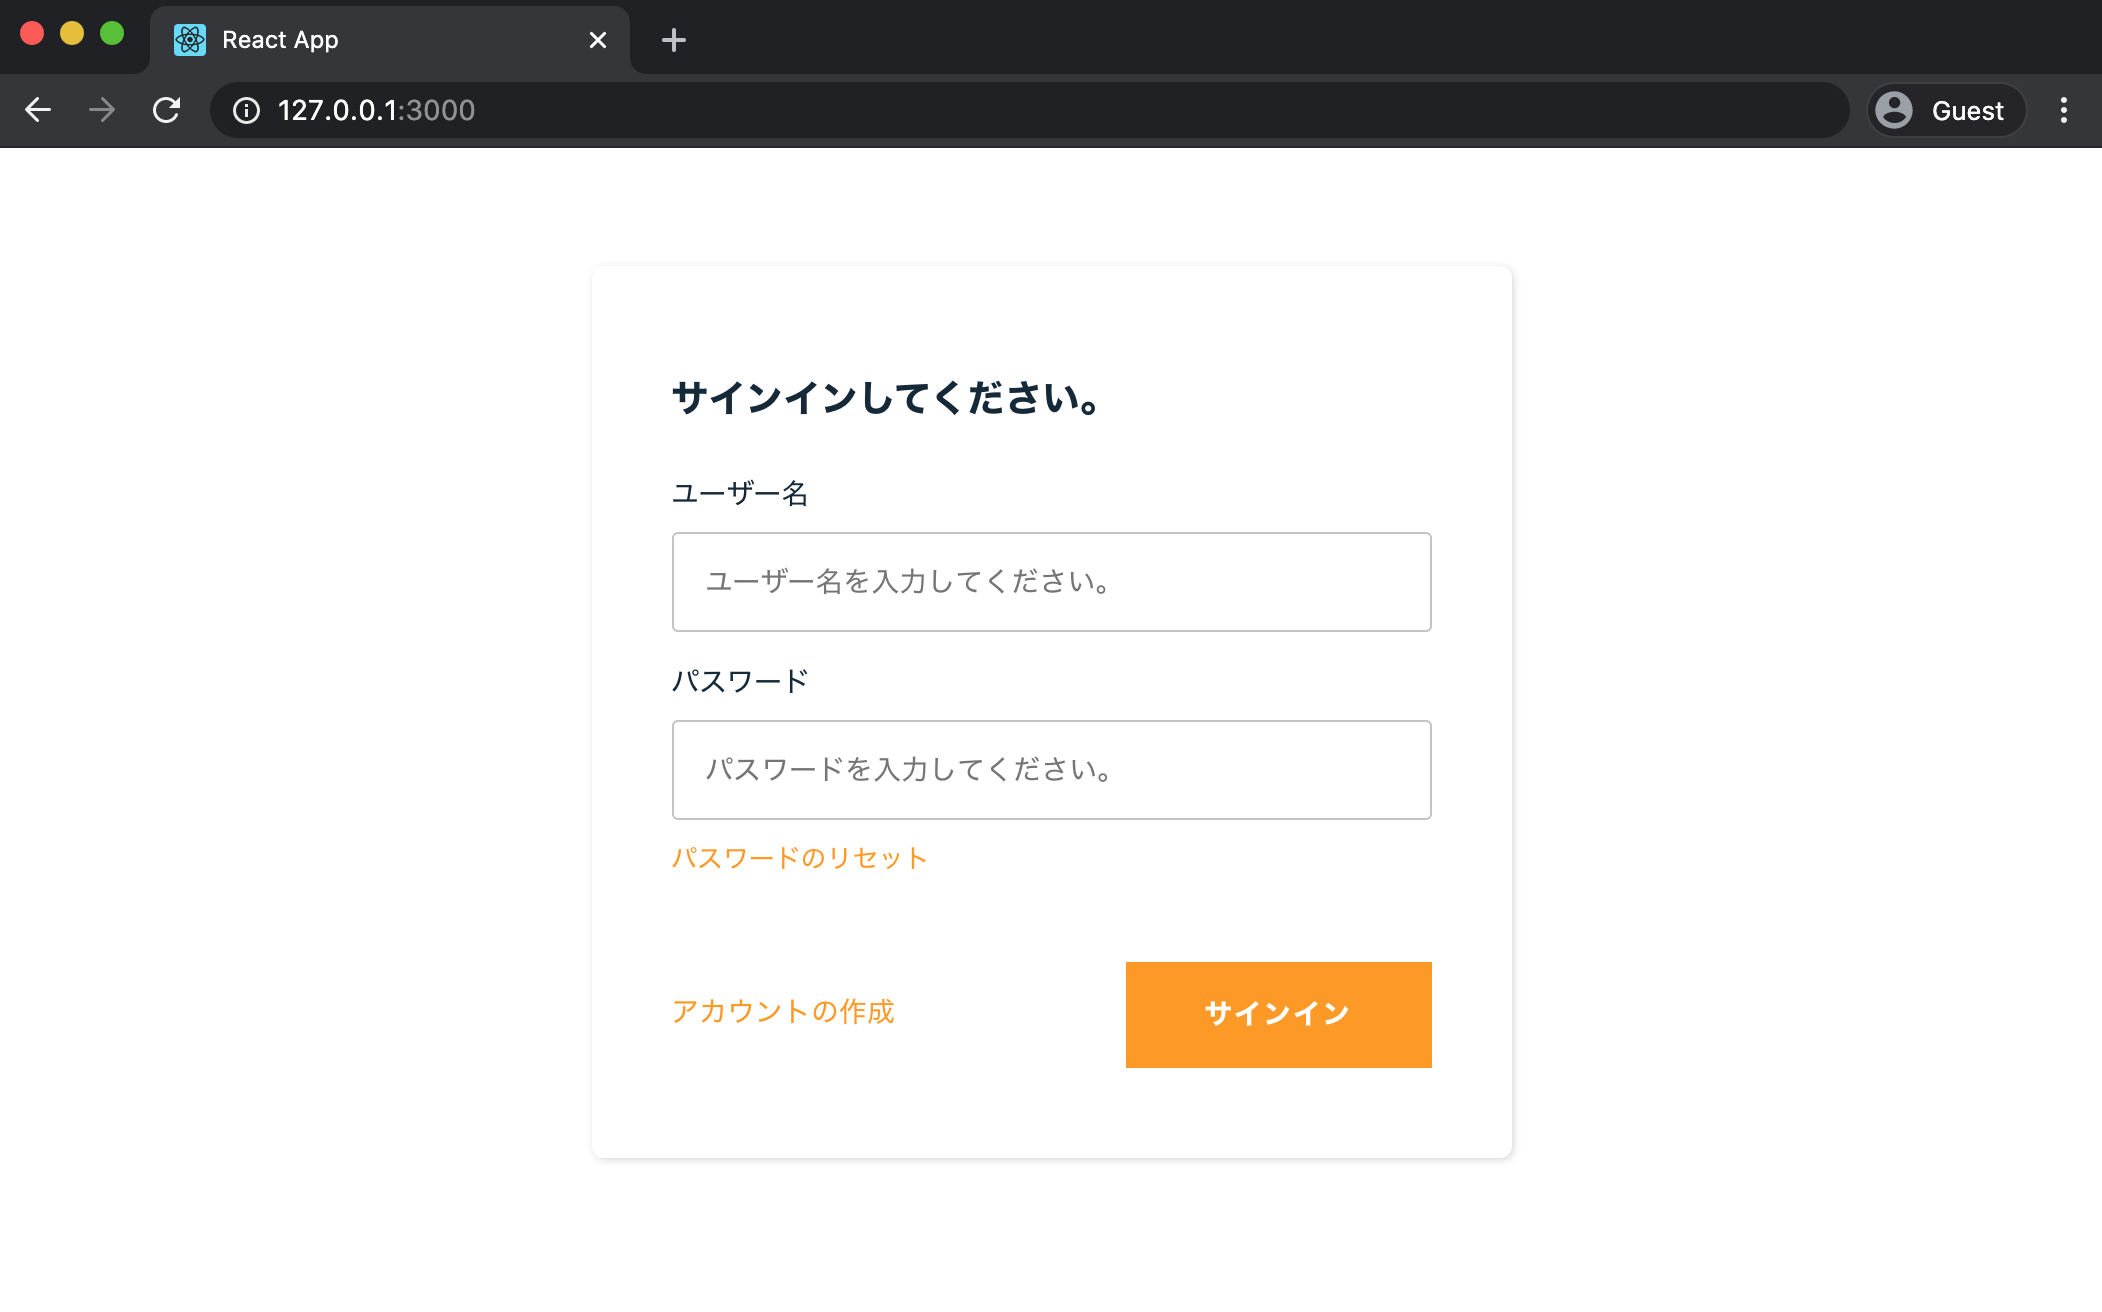 React App
127.0.0.1:3000
Guest
サインインしてください。
ユーザー名
ユーザー名を入力してください。
パスワード
パスワードを入力してください。
パスワードのリセット
アカウントの作成
サインイン